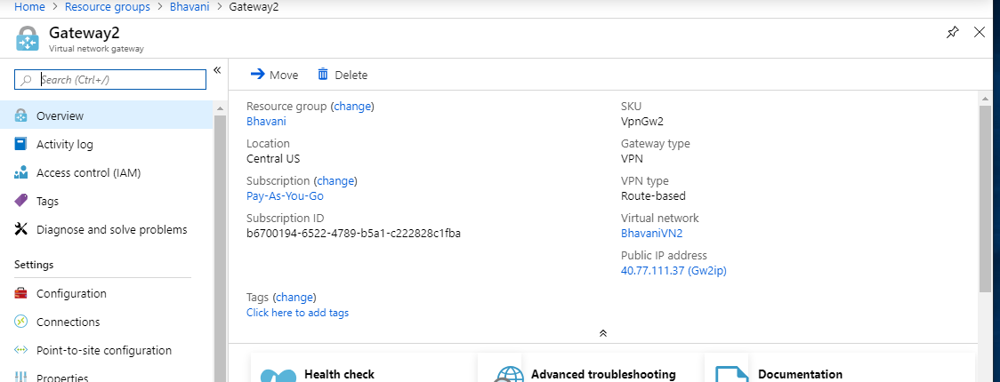 Home > Resource groups > Bhavani > Gateway2
Gateway2
Virtual network gateway
Search (Ctrl+/)
Overview
Activity log
Access control (IAM)
Tags
Diagnose and solve problems
Settings
Configuration
Connections
Point-to-site configuration
Properties
Move Delete
Resource group (change)
Bhavani
Location
Central US
Subscription (change)
Pay-As-You-Go
Subscription ID
b6700194-6522-4789-b5a1-c222828c1fba
SKU
VpnGw2
Gateway type
VPN
VPN type
Route-based
Virtual network
BhavaniVN2
Public IP address
40.77.111.37 (Gw2ip)
Tags (change)
Click here to add tags
Health check
Advanced troubleshooting
Documentation